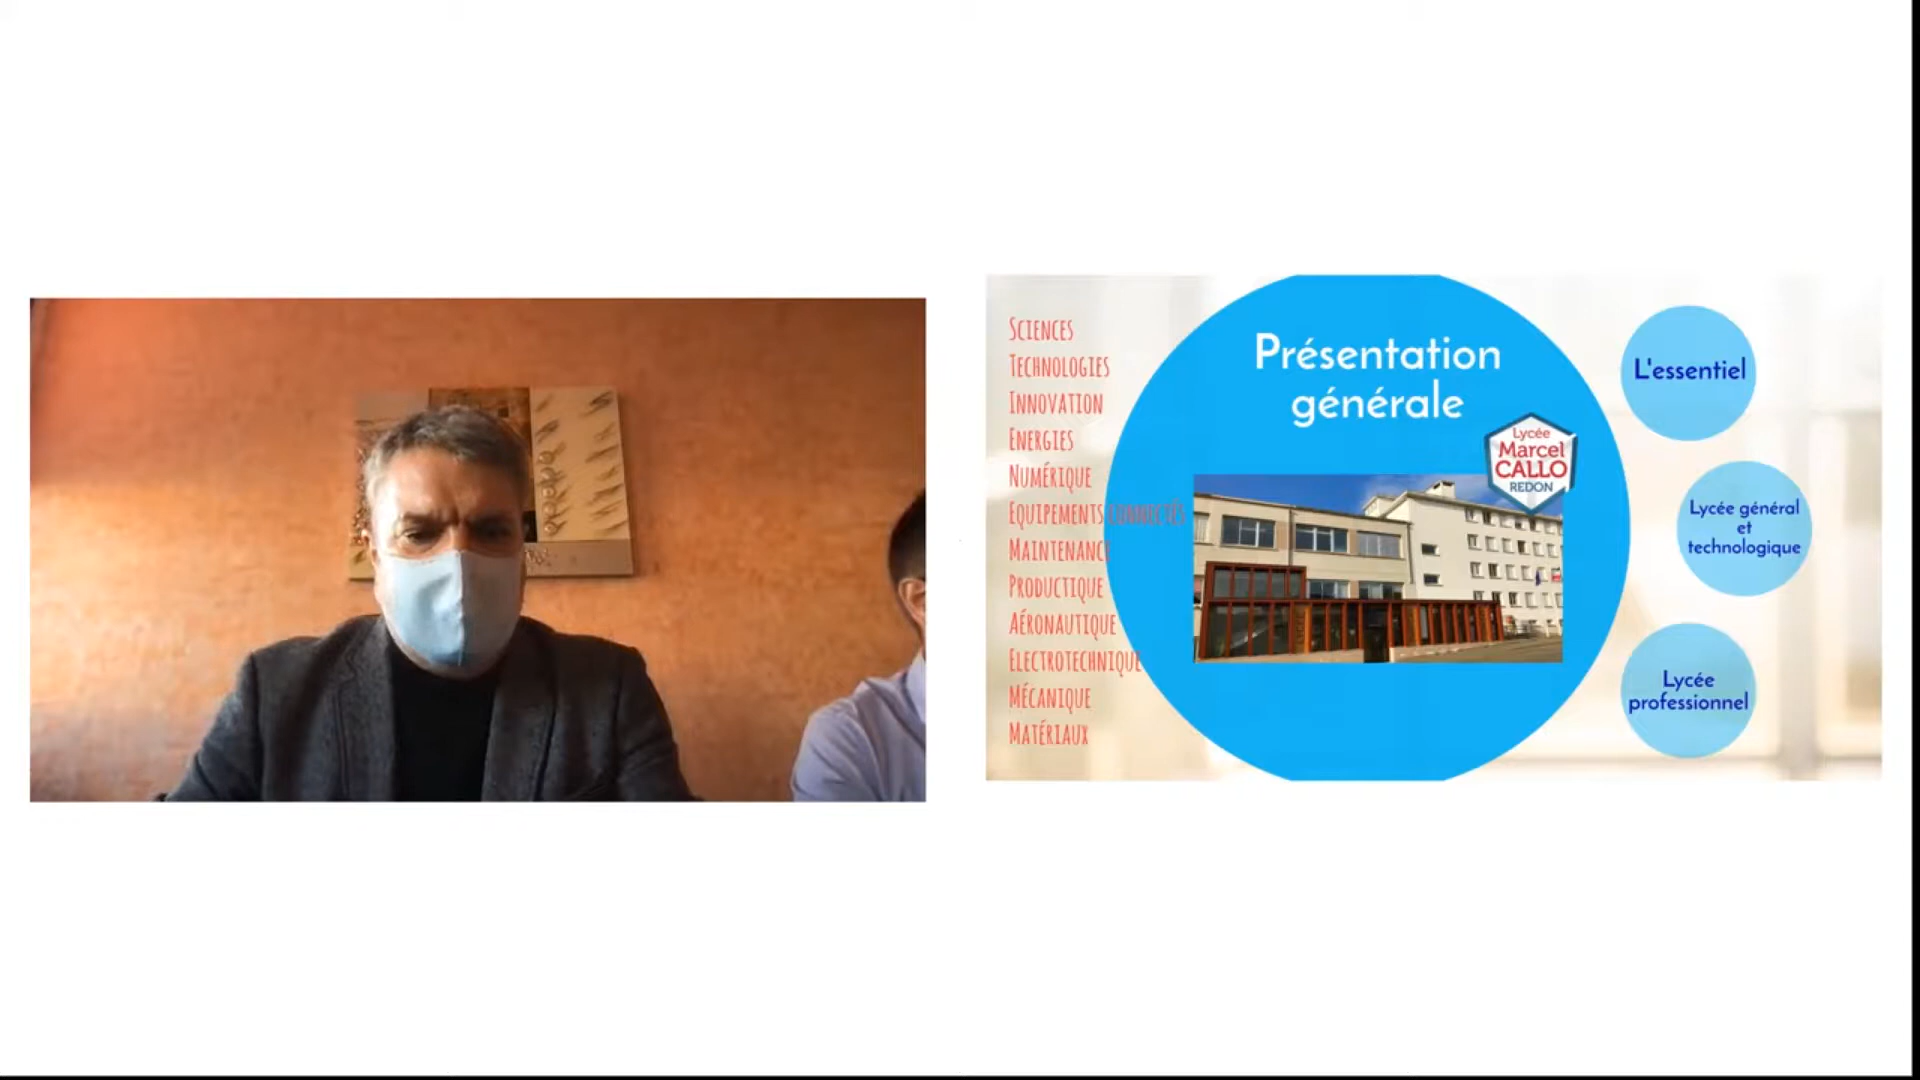 Sciences
Technologies
Innovation
Energies
Numérique
Equipements connectés
Maintenance
Productique
Aéronautique
Electrotechnique
Mécanique
Matériaux
Présentation
générale
Lycée
Marcel
CALLO
REDON
L'essentiel
Lycée général
et
technologique
Lycée
professionnel